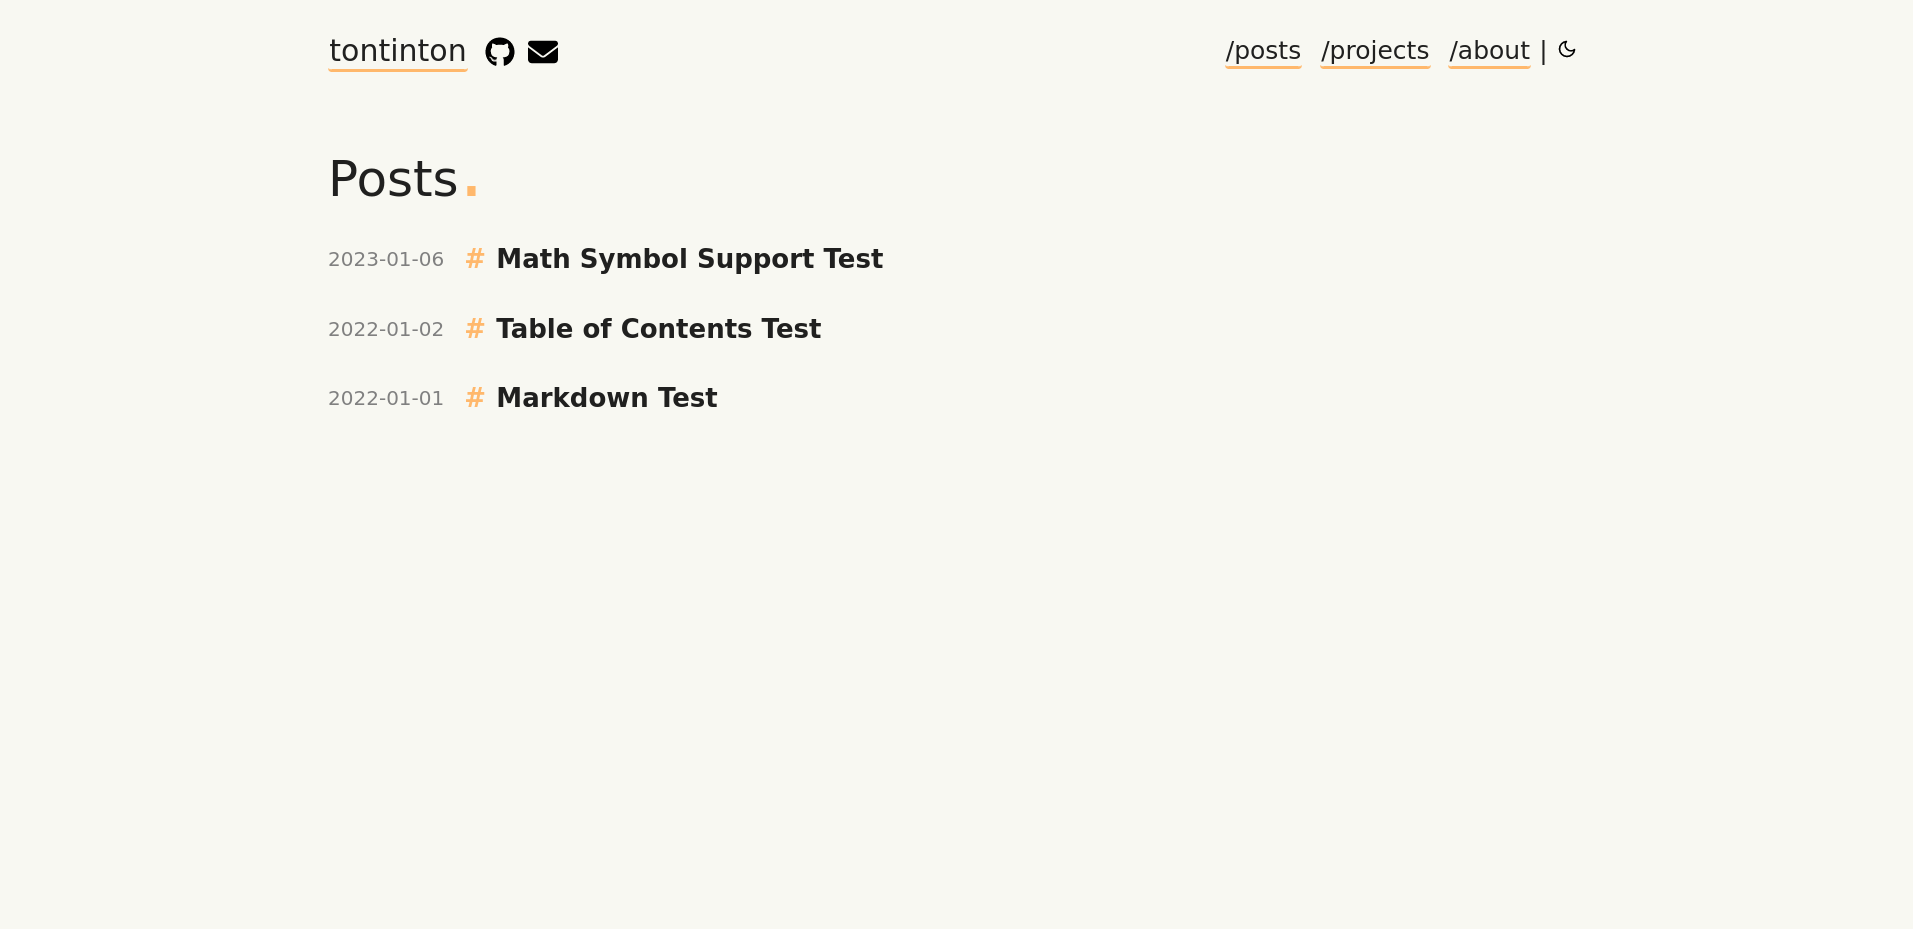 tontinton /posts /projects /about |
Posts.
2023-01-06 # Math Symbol Support Test
2022-01-02 # Table of Contents Test
2022-01-01 # Markdown Test